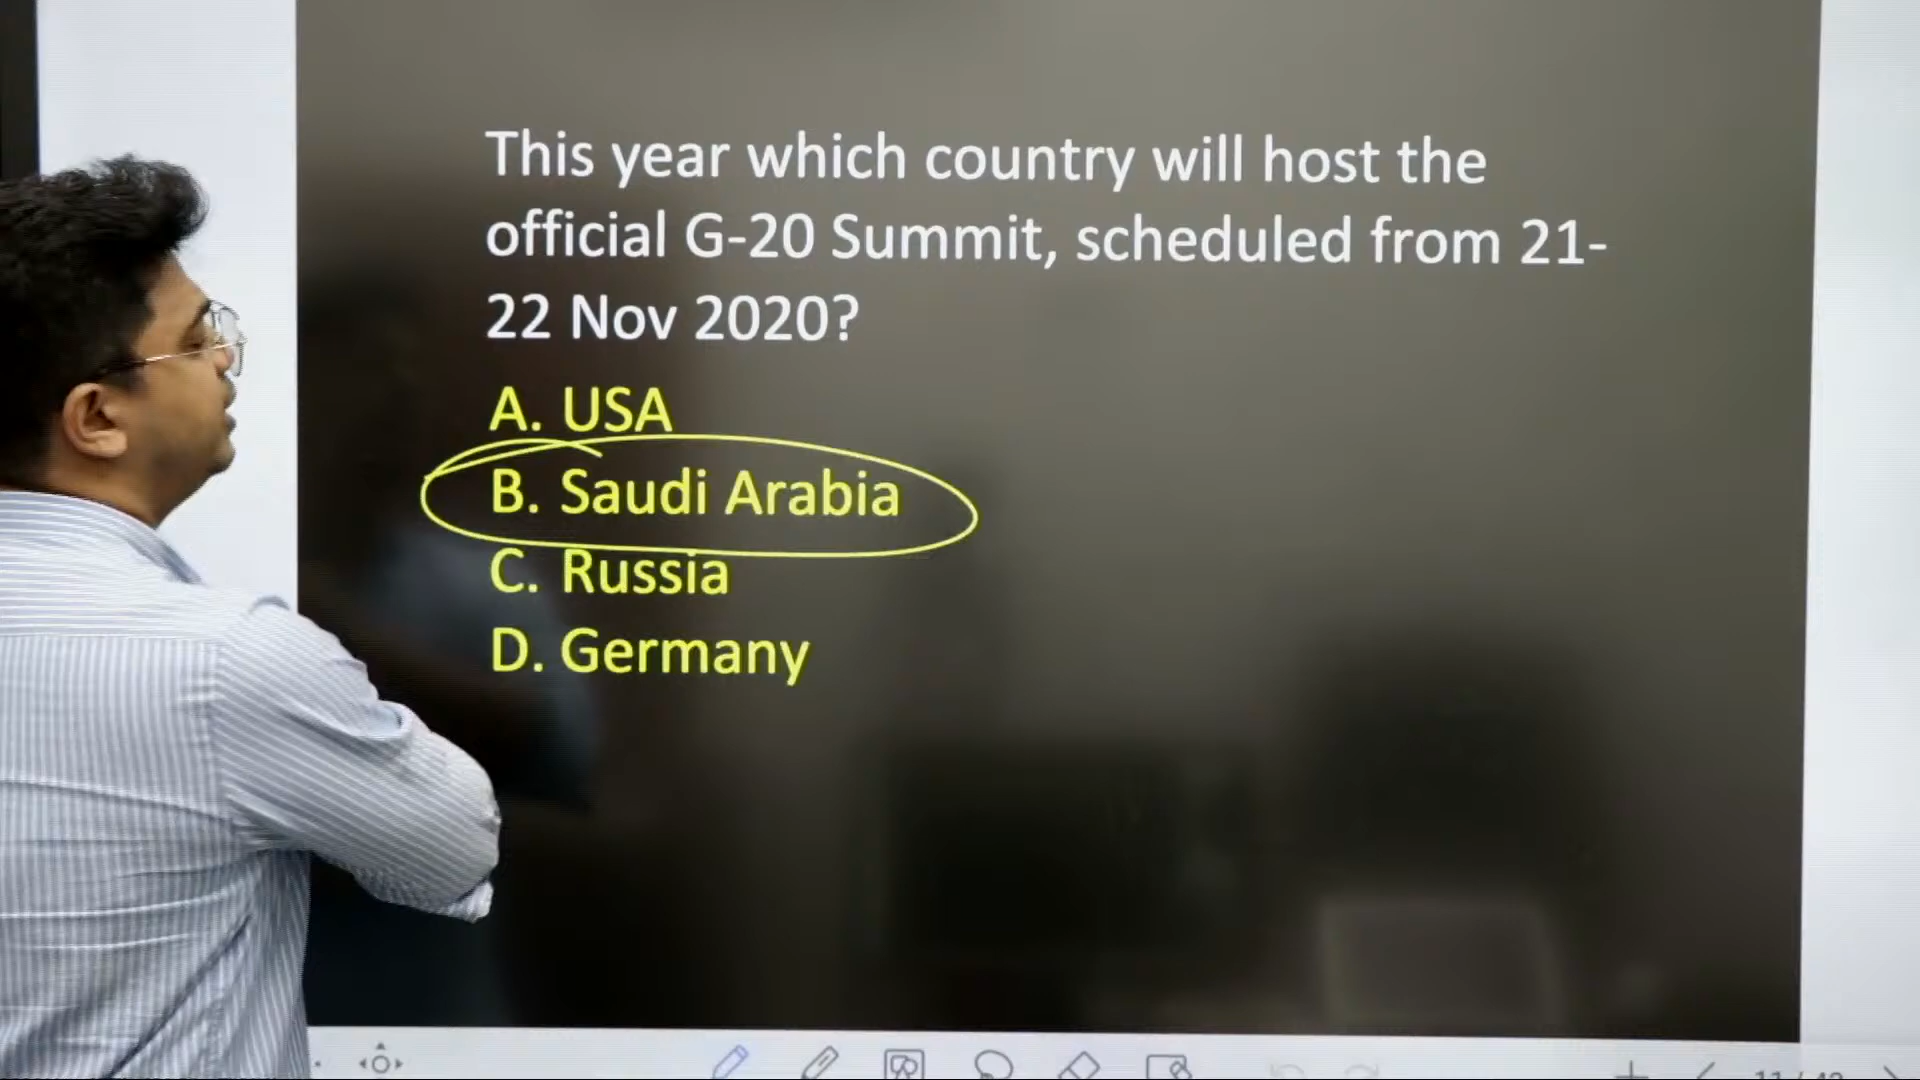 This year which country will host the
official G-20 Summit, scheduled from 21-
22 Nov 2020?
A. USA
B. Saudi Arabia
C. Russia
D. Germany